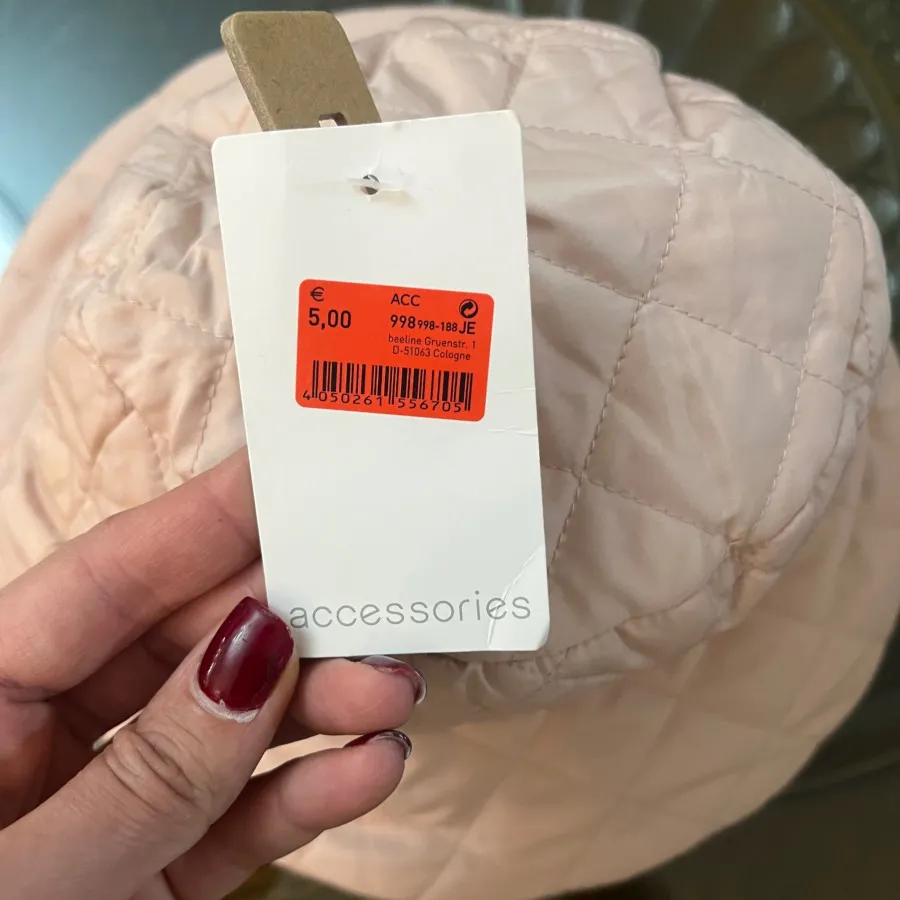 € ACC
5,00 998 998-188 JE
beeline Gruenstr. 1
D-51063 Cologne
4 050261 556705
accessories